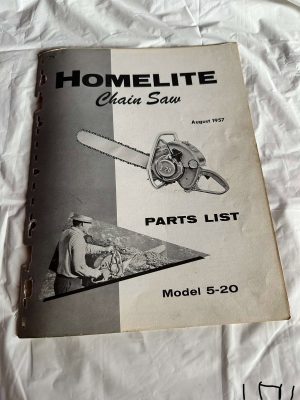 HOMELITE
Chain Saw
August 1957
PARTS LIST
Model 5-20